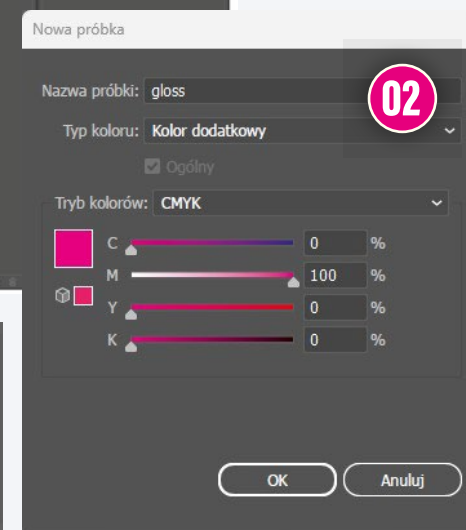 Nowa próbka
Nazwa próbki: gloss
02
Typ koloru: Kolor dodatkowy
Ogólny
Tryb kolorów: CMYK
C 0 %
M 100 %
Y 0 %
K 0 %
OK Anuluj